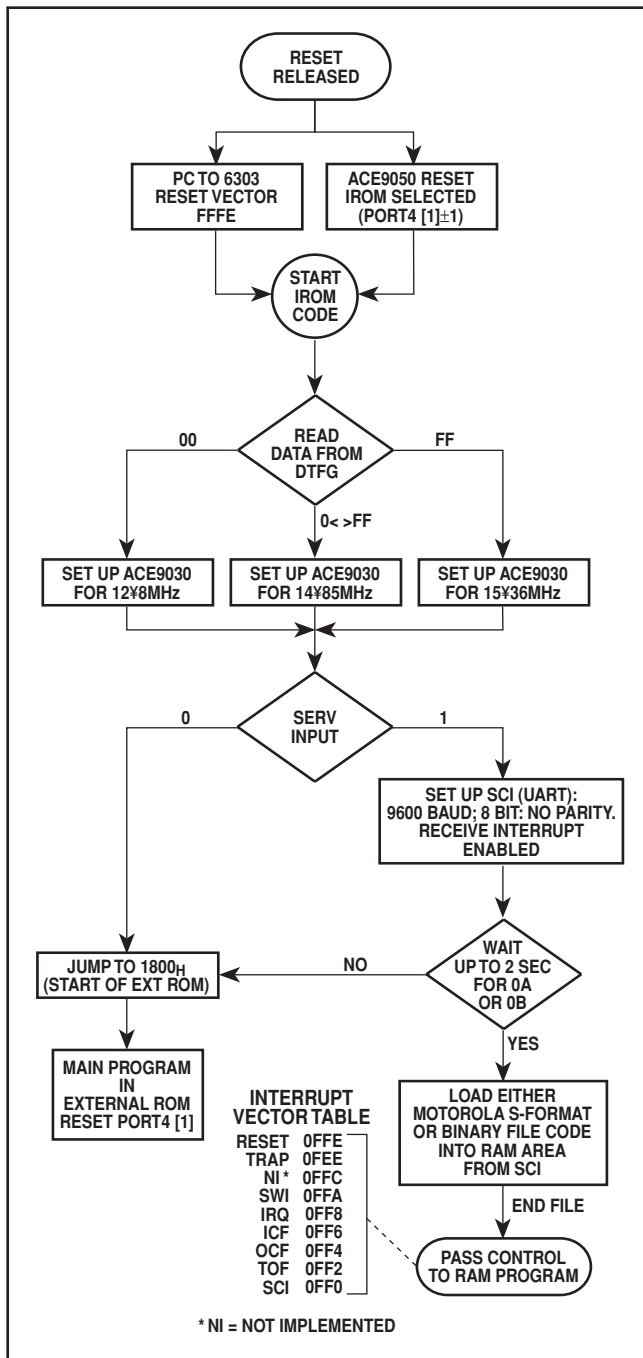 RESET
RELEASED
PC TO 6303
RESET VECTOR
FFFE
ACE9050 RESET
IROM SELECTED
(PORT4 [1]±1)
START
IROM
CODE
00
READ
DATA FROM
DTFG
FF
0< >FF
SET UP ACE9030
FOR 12¥8MHz
SET UP ACE9030
FOR 14¥85MHz
SET UP ACE9030
FOR 15¥36MHz
0
SERV
INPUT
1
SET UP SCI (UART):
9600 BAUD; 8 BIT: NO PARITY.
RECEIVE INTERRUPT
ENABLED
JUMP TO 1800H
(START OF EXT ROM)
NO
WAIT
UP TO 2 SEC
FOR 0A
OR 0B
YES
MAIN PROGRAM
IN
EXTERNAL ROM
RESET PORT4 [1]
LOAD EITHER
MOTOROLA S-FORMAT
OR BINARY FILE CODE
INTO RAM AREA
FROM SCI
END FILE
INTERRUPT
VECTOR TABLE
RESET 0FFE
TRAP 0FEE
NI* 0FFC
SWI 0FFA
IRQ 0FF8
ICF 0FF6
OCF 0FF4
TOF 0FF2
SCI 0FF0
PASS CONTROL
TO RAM PROGRAM
* NI = NOT IMPLEMENTED